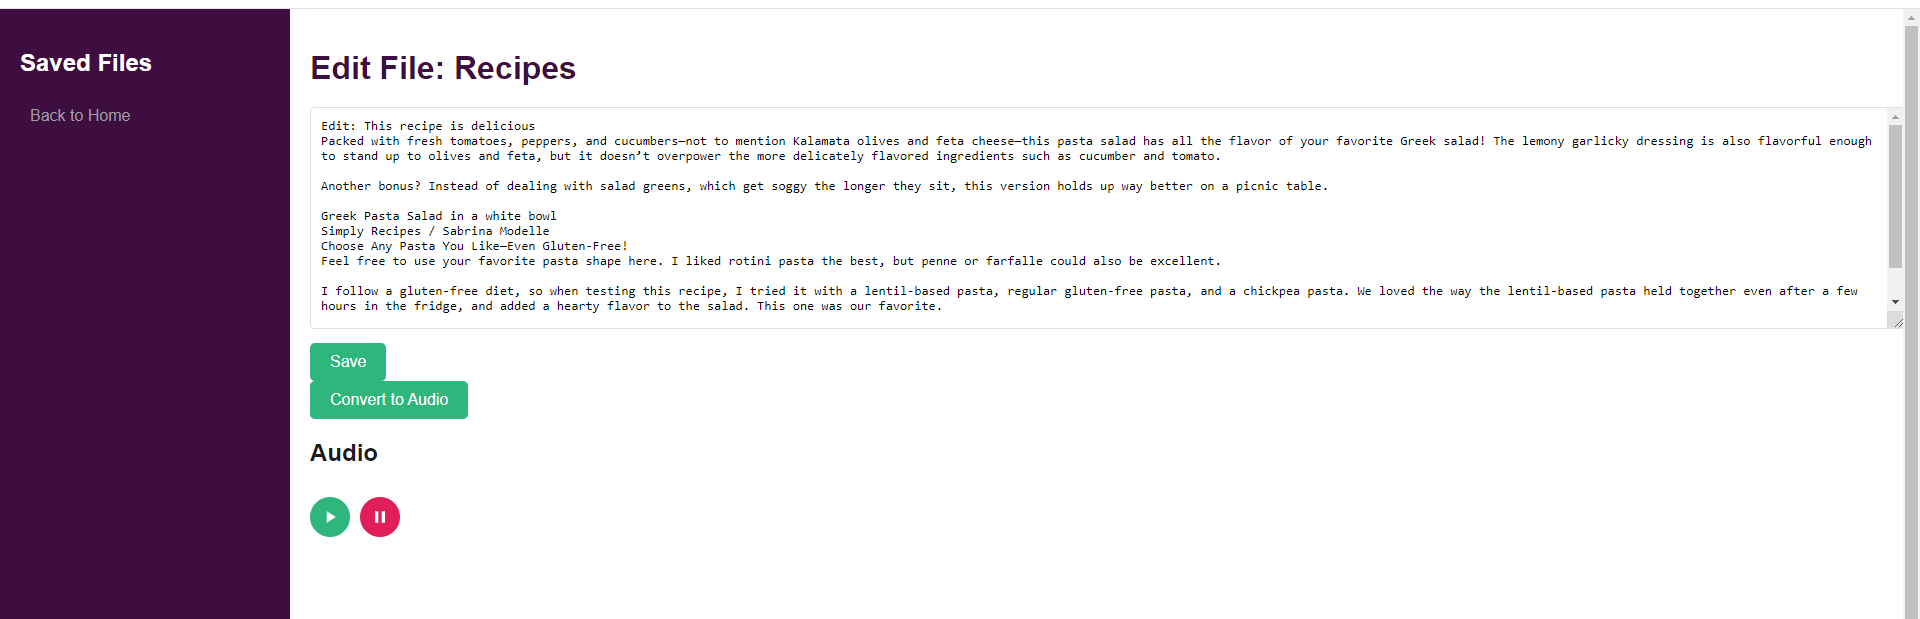 Saved Files
Back to Home
Edit File: Recipes
Edit: This recipe is delicious
Packed with fresh tomatoes, peppers, and cucumbers—not to mention Kalamata olives and feta cheese—this pasta salad has all the flavor of your favorite Greek salad! The lemony garlicky dressing is also flavorful enough
to stand up to olives and feta, but it doesn’t overpower the more delicately flavored ingredients such as cucumber and tomato.
Another bonus? Instead of dealing with salad greens, which get soggy the longer they sit, this version holds up way better on a picnic table.
Greek Pasta Salad in a white bowl
Simply Recipes / Sabrina Modelle
Choose Any Pasta You Like—Even Gluten-Free!
Feel free to use your favorite pasta shape here. I liked rotini pasta the best, but penne or farfalle could also be excellent.
I follow a gluten-free diet, so when testing this recipe, I tried it with a lentil-based pasta, regular gluten-free pasta, and a chickpea pasta. We loved the way the lentil-based pasta held together even after a few
hours in the fridge, and added a hearty flavor to the salad. This one was our favorite.
Save
Convert to Audio
Audio